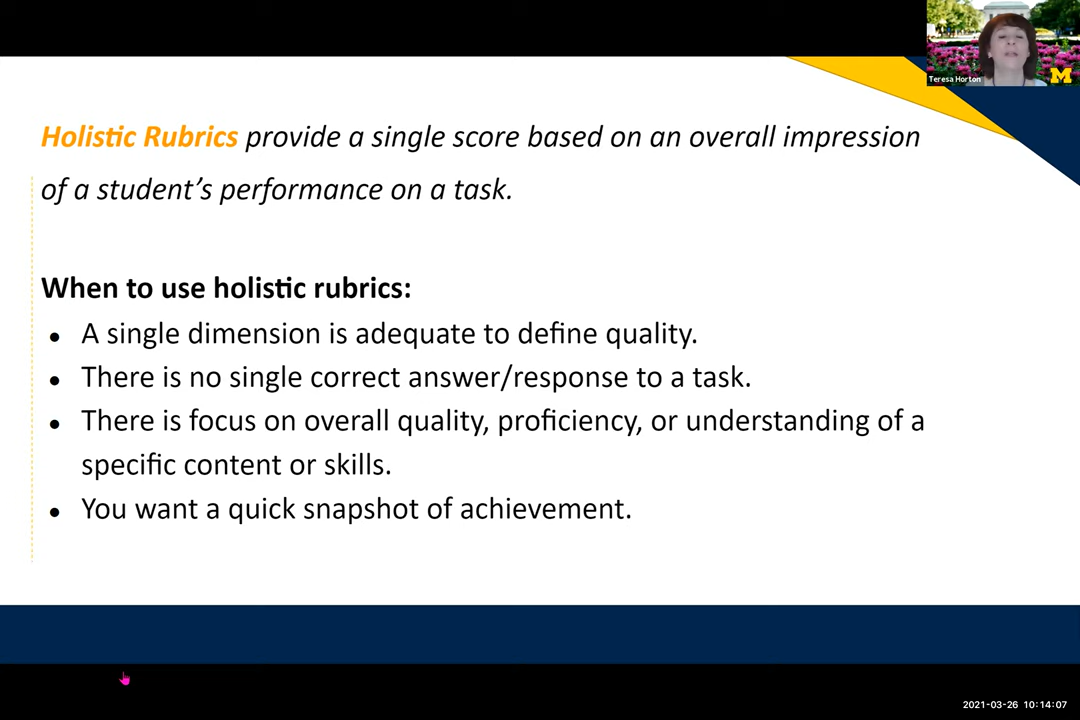 Teresa Horton
M
Holistic Rubrics provide a single score based on an overall impression
of a student’s performance on a task.
When to use holistic rubrics:
● A single dimension is adequate to define quality.
● There is no single correct answer/response to a task.
● There is focus on overall quality, proficiency, or understanding of a
specific content or skills.
● You want a quick snapshot of achievement.
2021-03-26 10:14:07